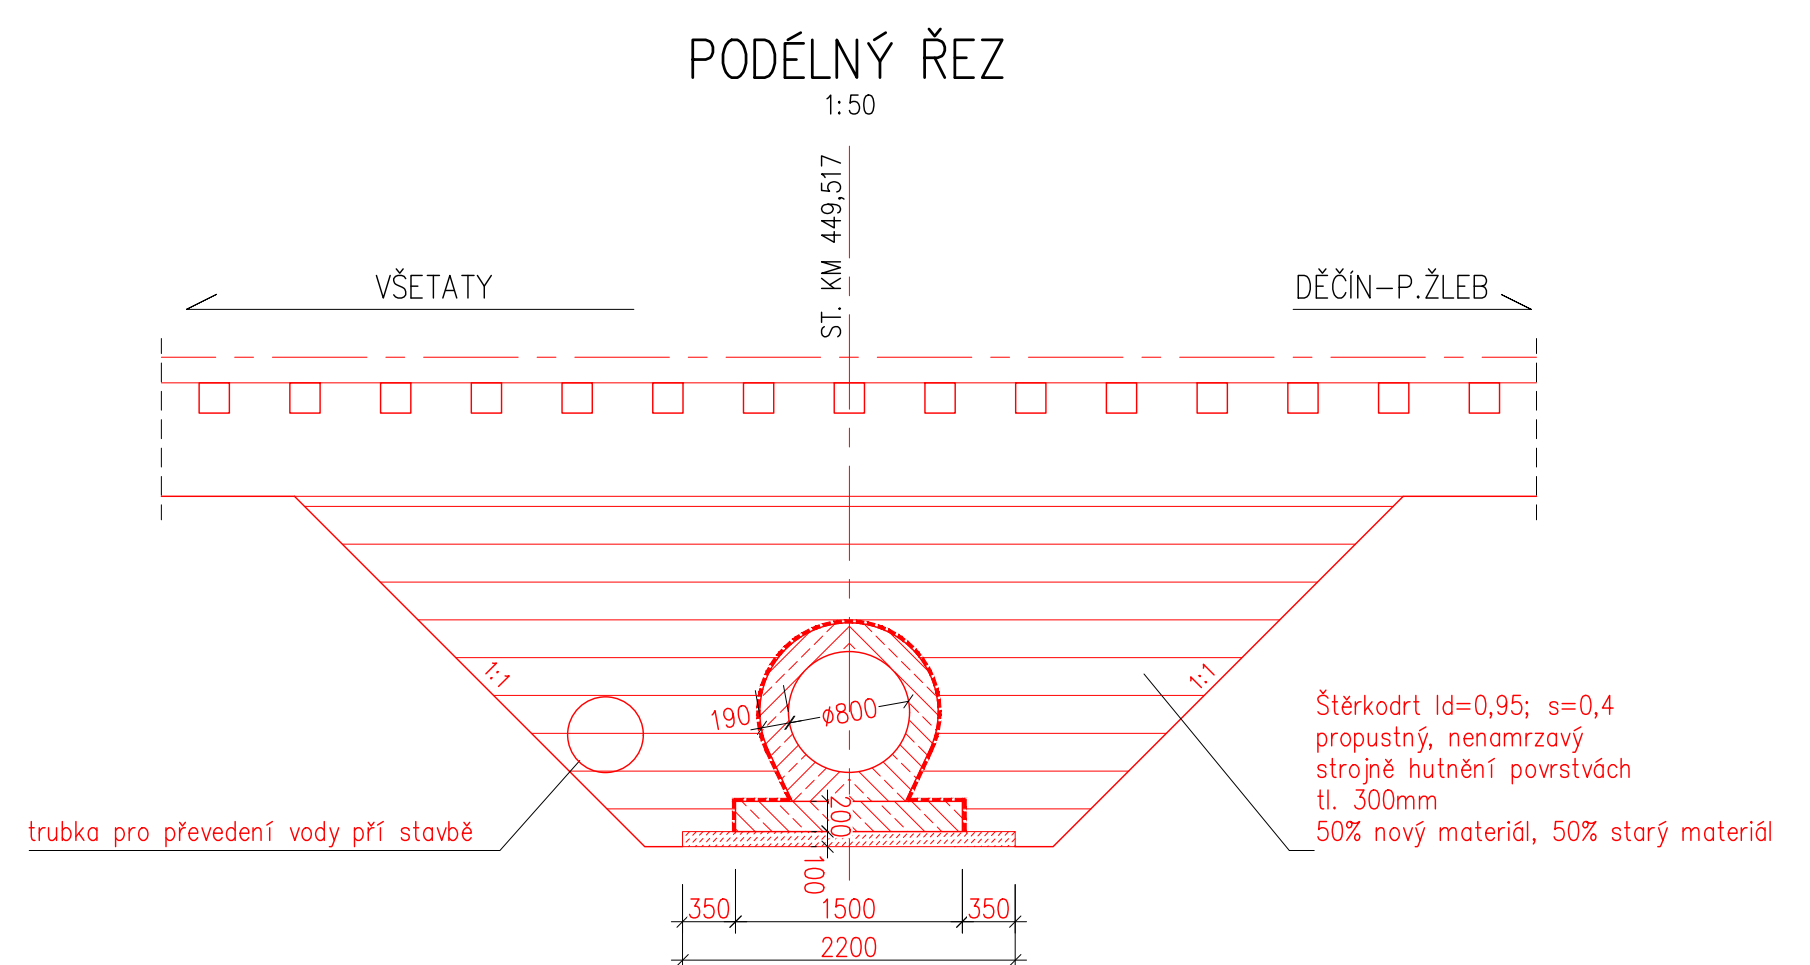 PODÉLNÝ ŘEZ
1:50
ST. KM 449,517
VŠETATY
DĚČÍN-P.ŽLEB
1:1
1:1
190
ø800
Štěrkodrt Id=0,95; s=0,4
propustný, nenamrzavý
strojně hutnění povrstvách
tl. 300mm
50% nový materiál, 50% starý materiál
trubka pro převedení vody pří stavbě
200
100
350
1500
350
2200